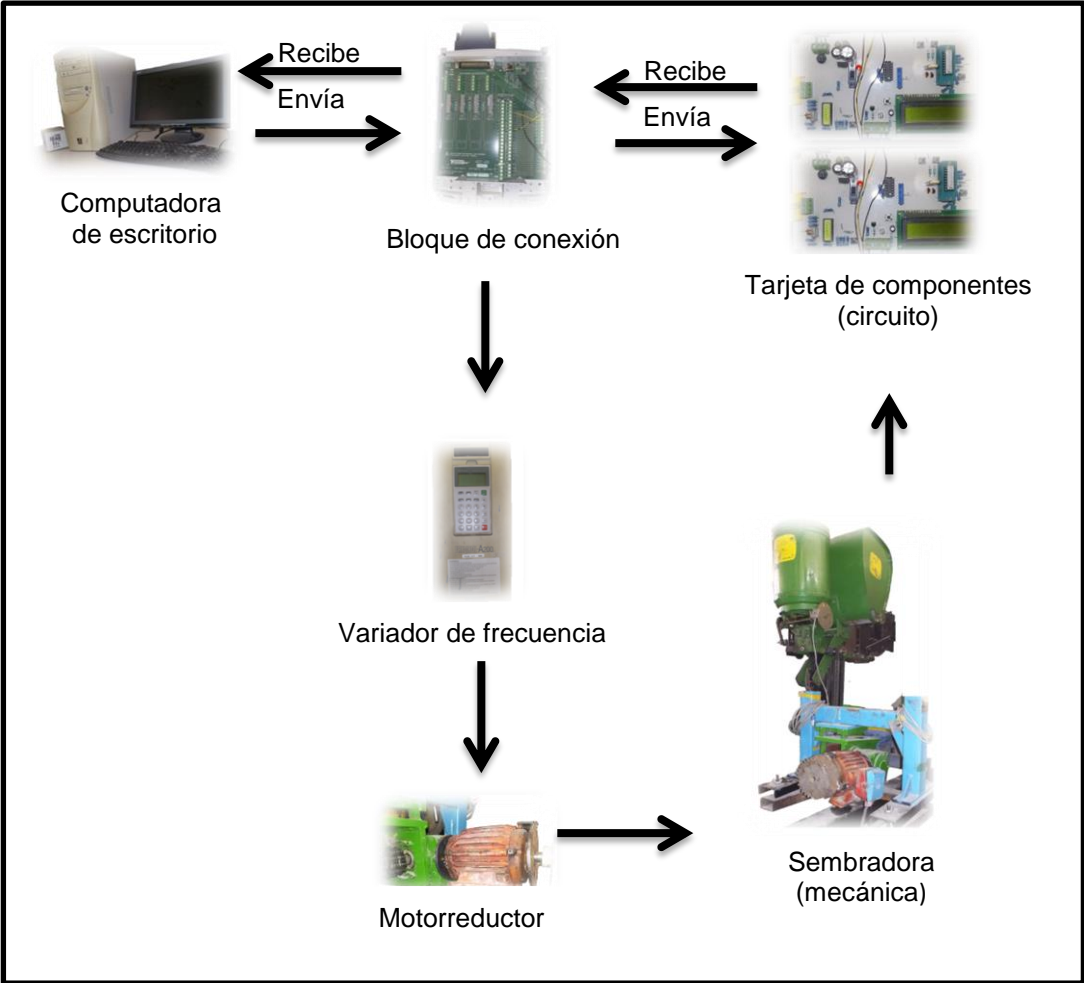 Recibe
Envía
Recibe
Envía
Computadora
de escritorio
Bloque de conexión
Tarjeta de componentes
(circuito)
Variador de frecuencia
Motorreductor
Sembradora
(mecánica)